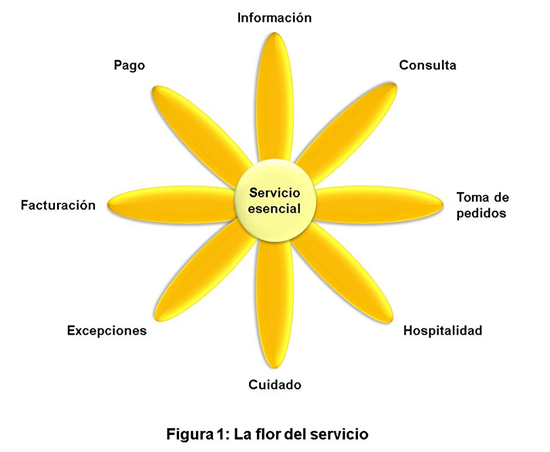 Información
Pago
Consulta
Servicio
esencial
Facturación
Toma de
pedidos
Excepciones
Hospitalidad
Cuidado
Figura 1: La flor del servicio